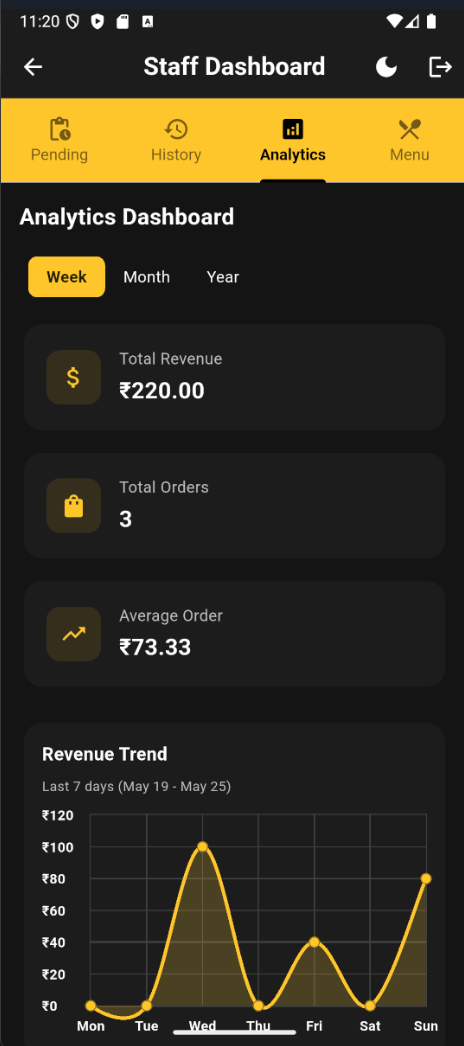 11:20
Staff Dashboard
Pending History Analytics Menu
Analytics Dashboard
Week Month Year
$ Total Revenue
₹220.00
Total Orders
3
Average Order
₹73.33
Revenue Trend
Last 7 days (May 19 - May 25)
₹120
₹100
₹80
₹60
₹40
₹20
₹0
Mon Tue Wed Thu Fri Sat Sun